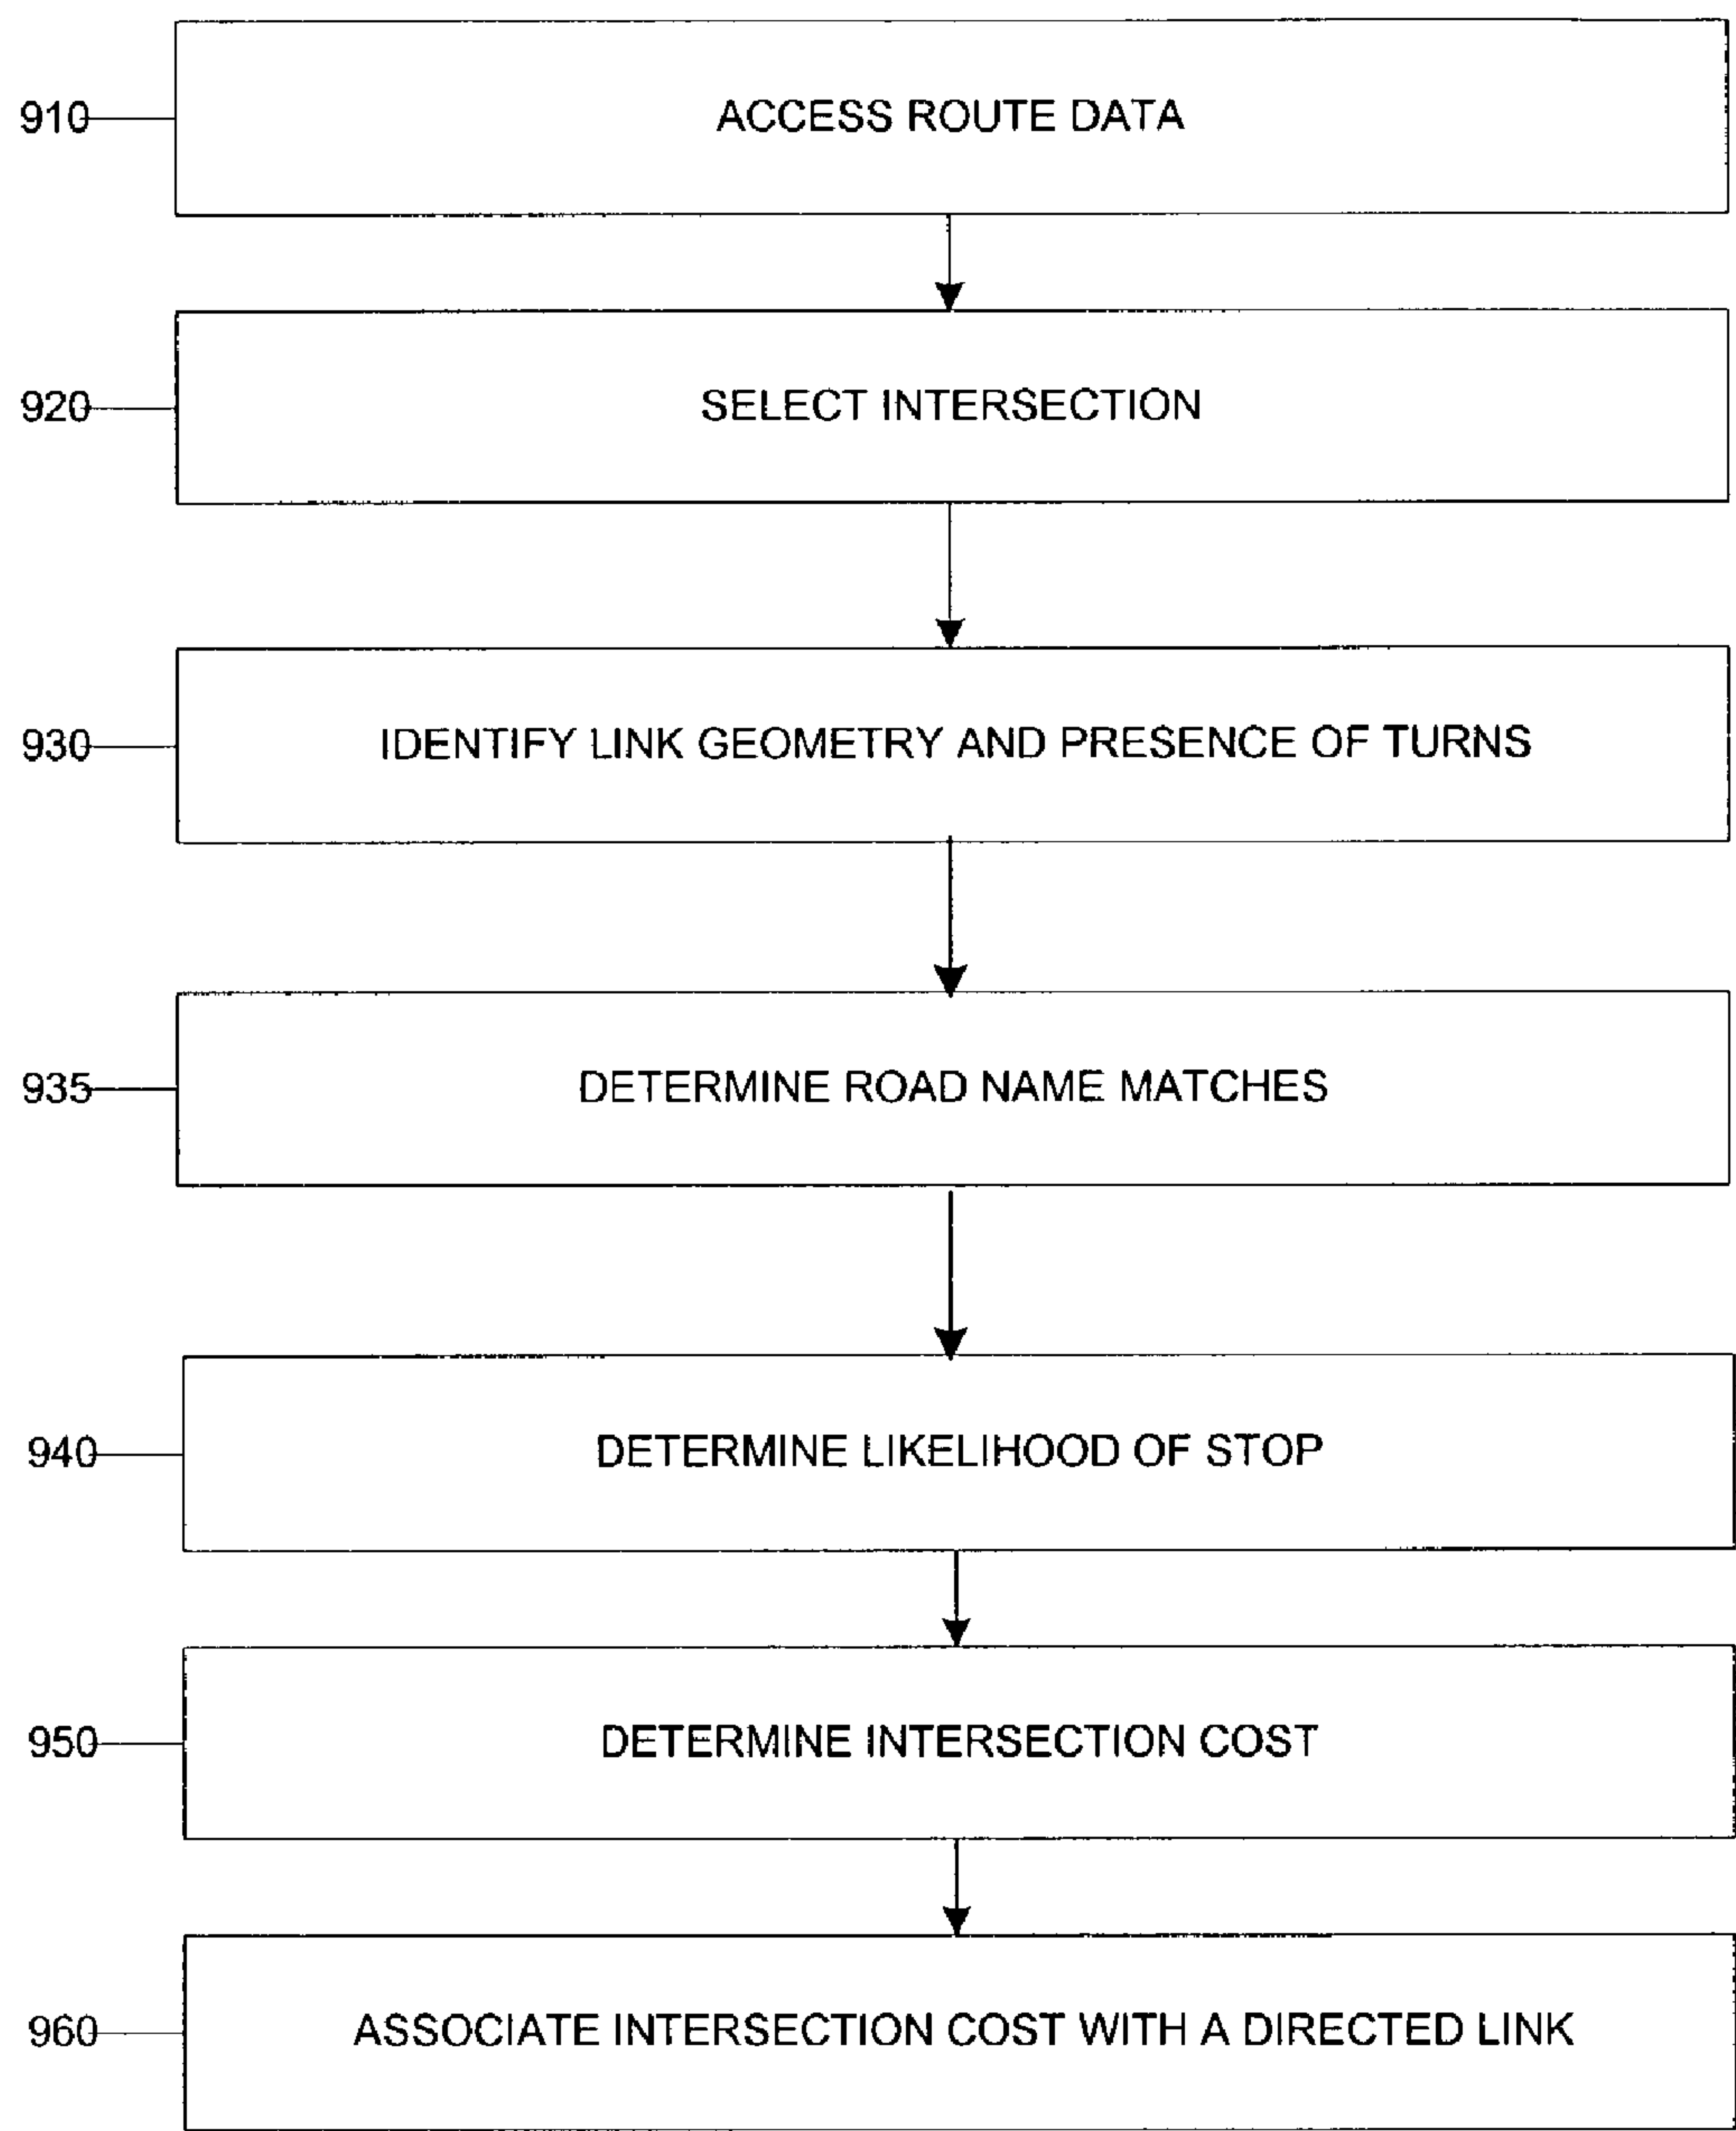 910 ACCESS ROUTE DATA
920 SELECT INTERSECTION
930 IDENTIFY LINK GEOMETRY AND PRESENCE OF TURNS
935 DETERMINE ROAD NAME MATCHES
940 DETERMINE LIKELIHOOD OF STOP
950 DETERMINE INTERSECTION COST
960 ASSOCIATE INTERSECTION COST WITH A DIRECTED LINK